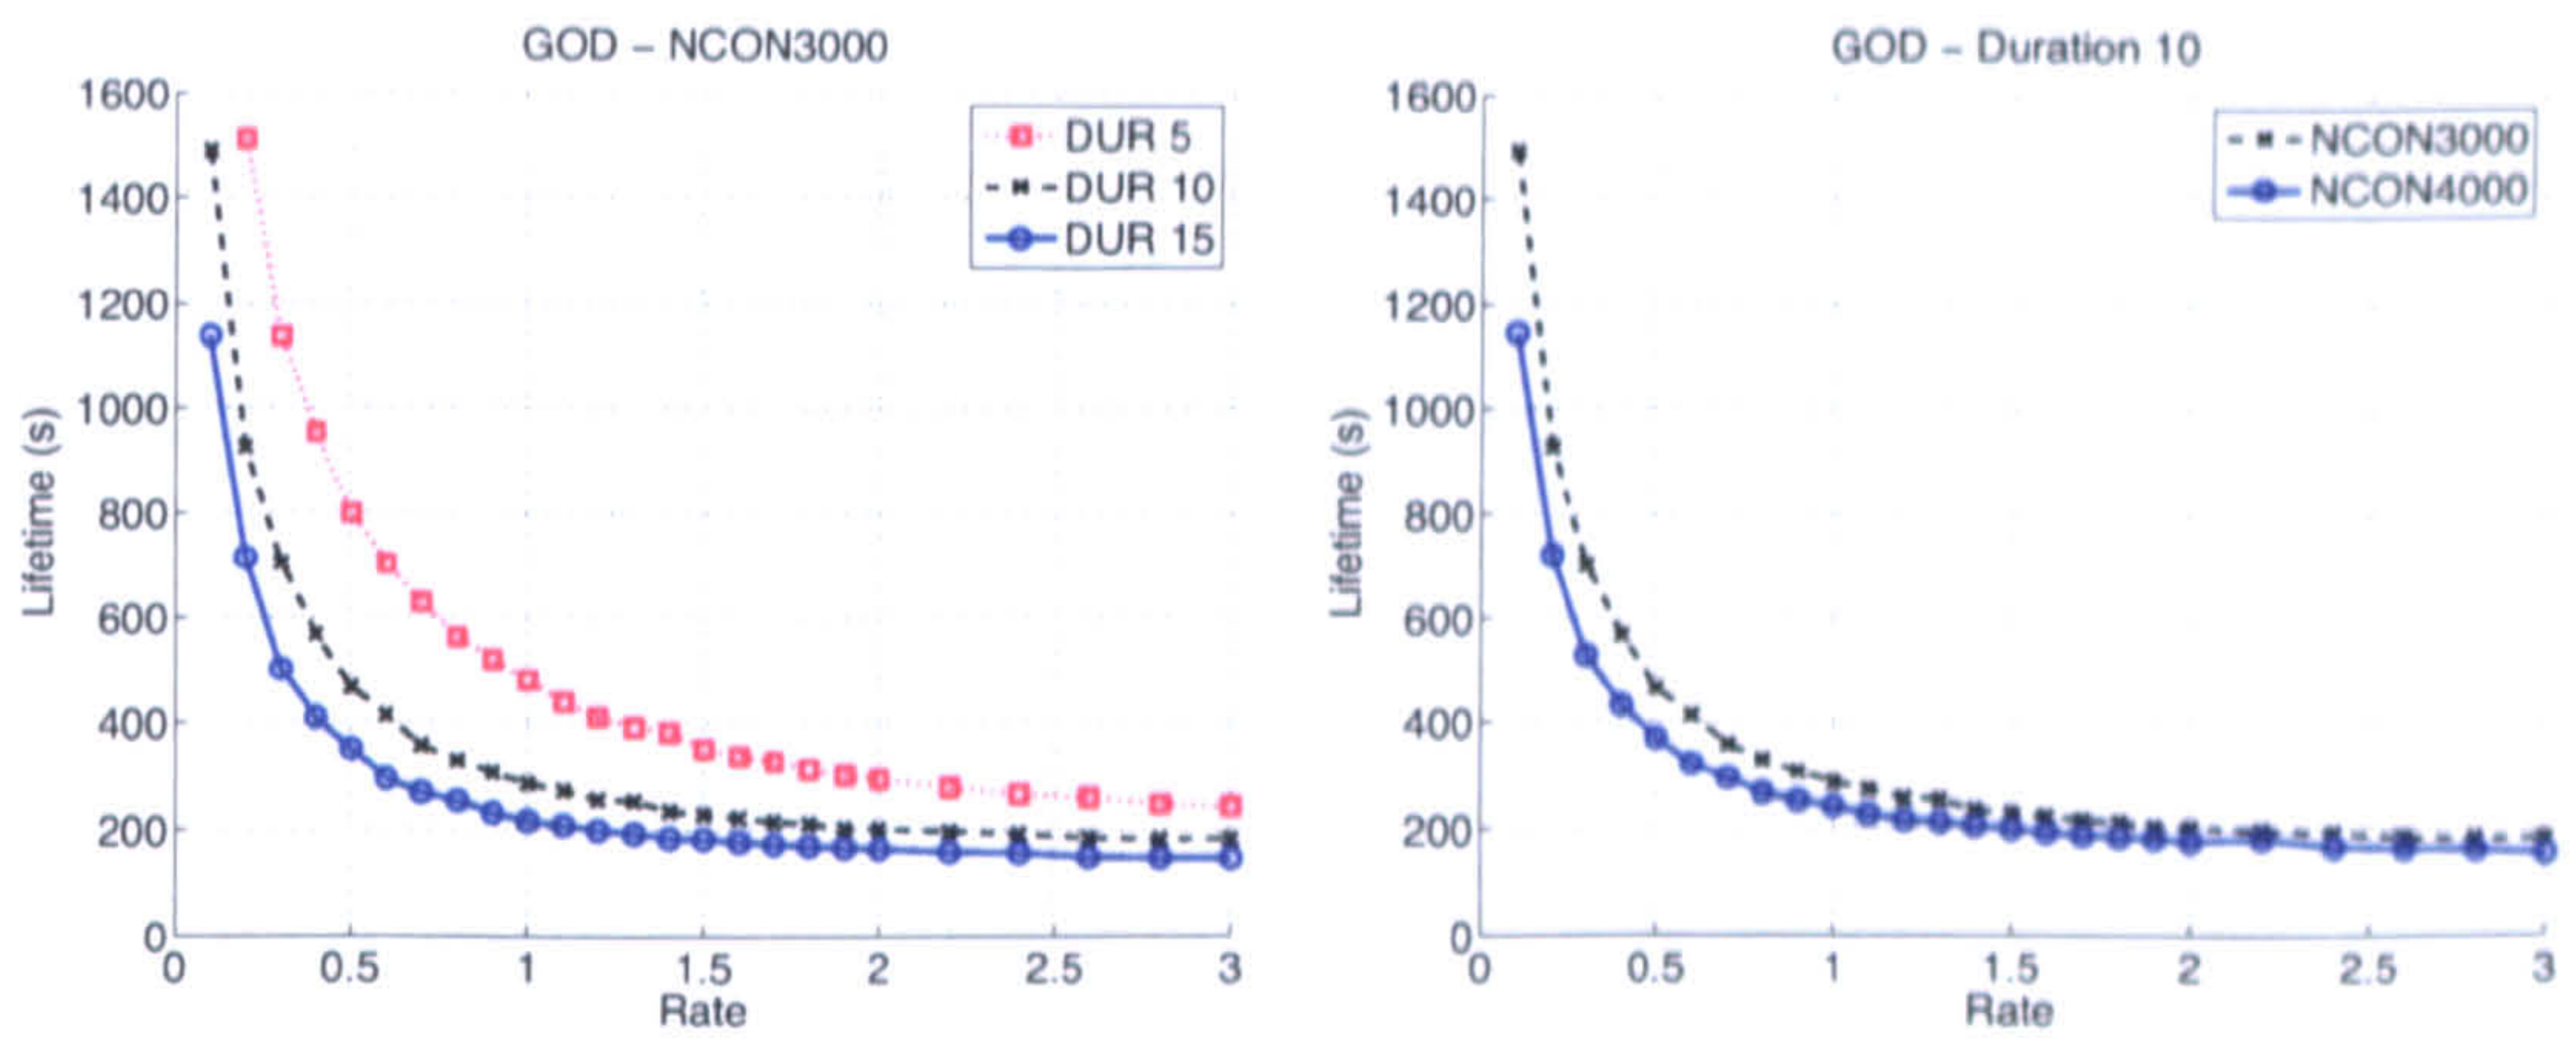 GOD – NCON3000
1600
1400
1200
1000
800
600
400
200
0
Lifetime (s)
DUR 5
DUR 10
DUR 15
0 0.5 1 1.5 2 2.5 3
Rate
GOD – Duration 10
1600
1400
1200
1000
800
600
400
200
0
Lifetime (s)
NCON3000
NCON4000
0 0.5 1 1.5 2 2.5 3
Rate